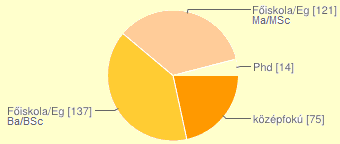 Főiskola/Eg [121]
Ma/MSc
Phd [14]
Főiskola/Eg [137]
Ba/BSc
középfokú [75]